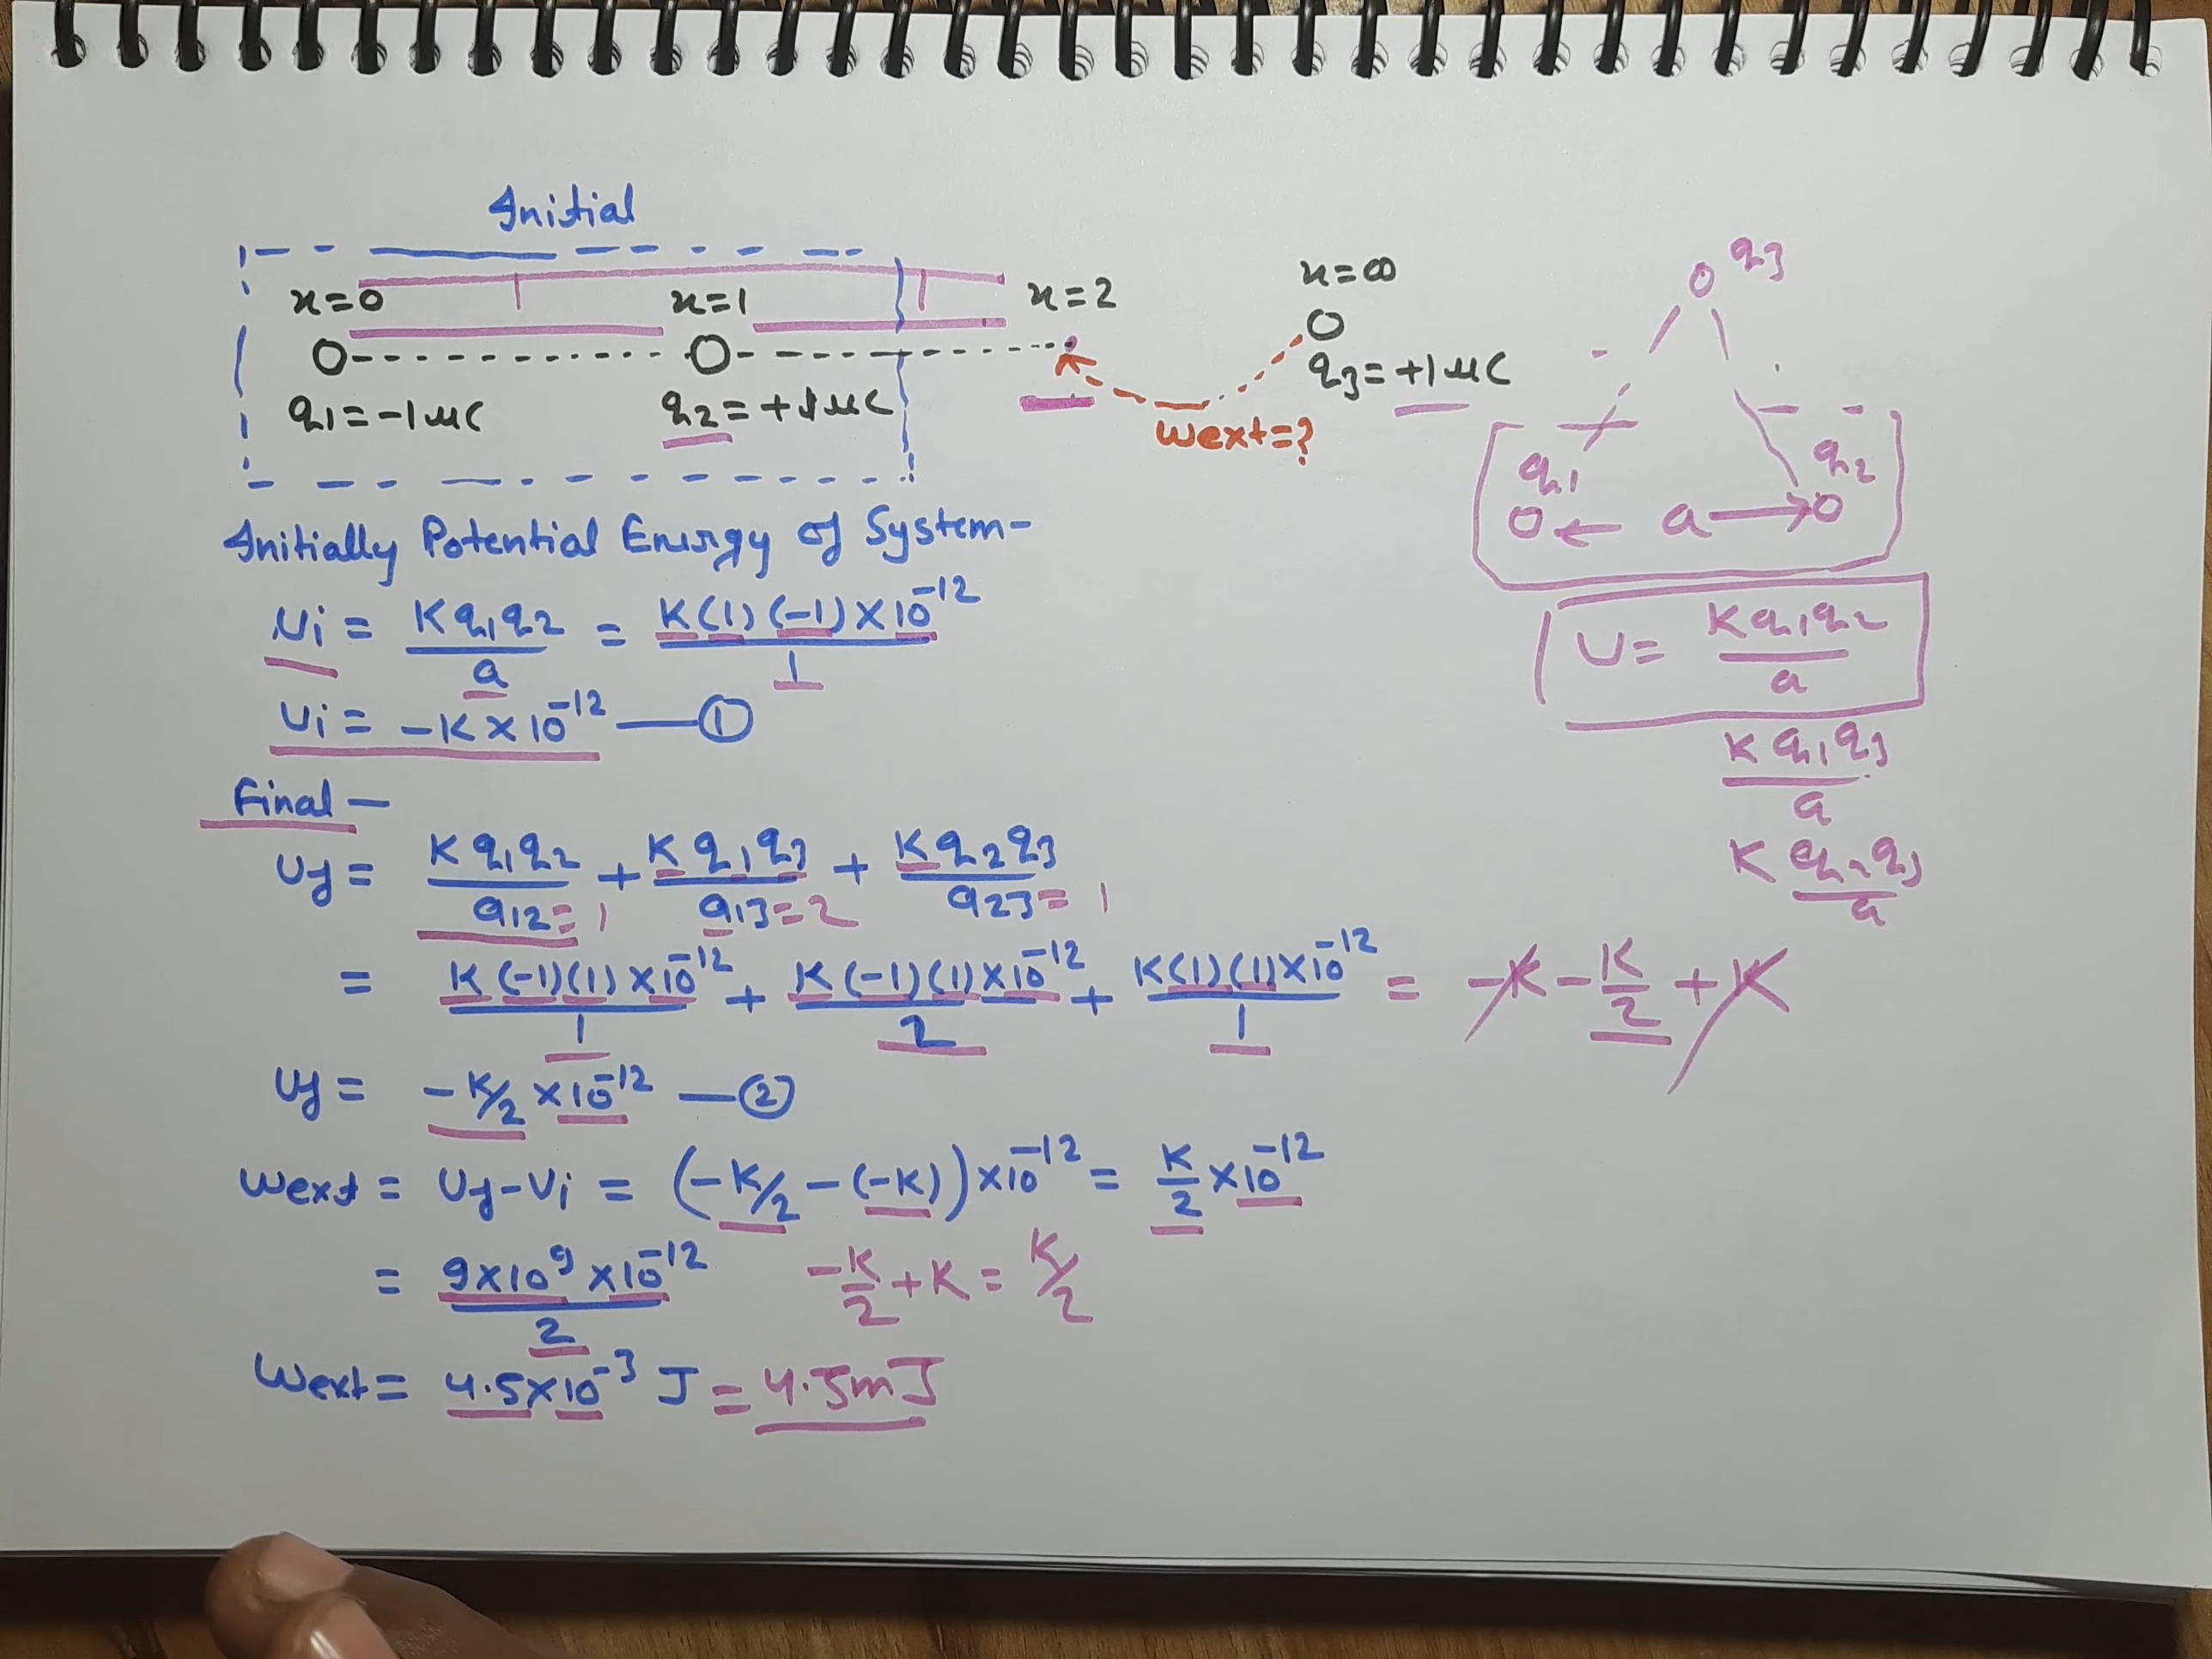 Initial
x=0 x=1 x=2 x=∞ q3
q1=-1μC q2=+1μC q3=+1μC
Wext=?
q1 q2
a
Initially Potential Energy of System-
Ui = Kq1q2/a = K(1)(-1)×10^-12/1
U = Kq1q2/a
Ui = -K×10^-12 —①
Kq1q3/a
Final —
Kq2q3/a
Uf = Kq1q2/a12=1 + Kq1q3/a13=2 + Kq2q3/a23=1
= K(-1)(1)×10^-12/1 + K(-1)(1)×10^-12/2 + K(1)(1)×10^-12/1 = -K-K/2+K
Uf = -K/2 ×10^-12 —②
Wext = Uf-Ui = (-K/2-(-K))×10^-12 = K/2×10^-12
= 9×10^9×10^-12/2 -K/2+K=K/2
Wext= 4.5×10^-3 J = 4.5mJ